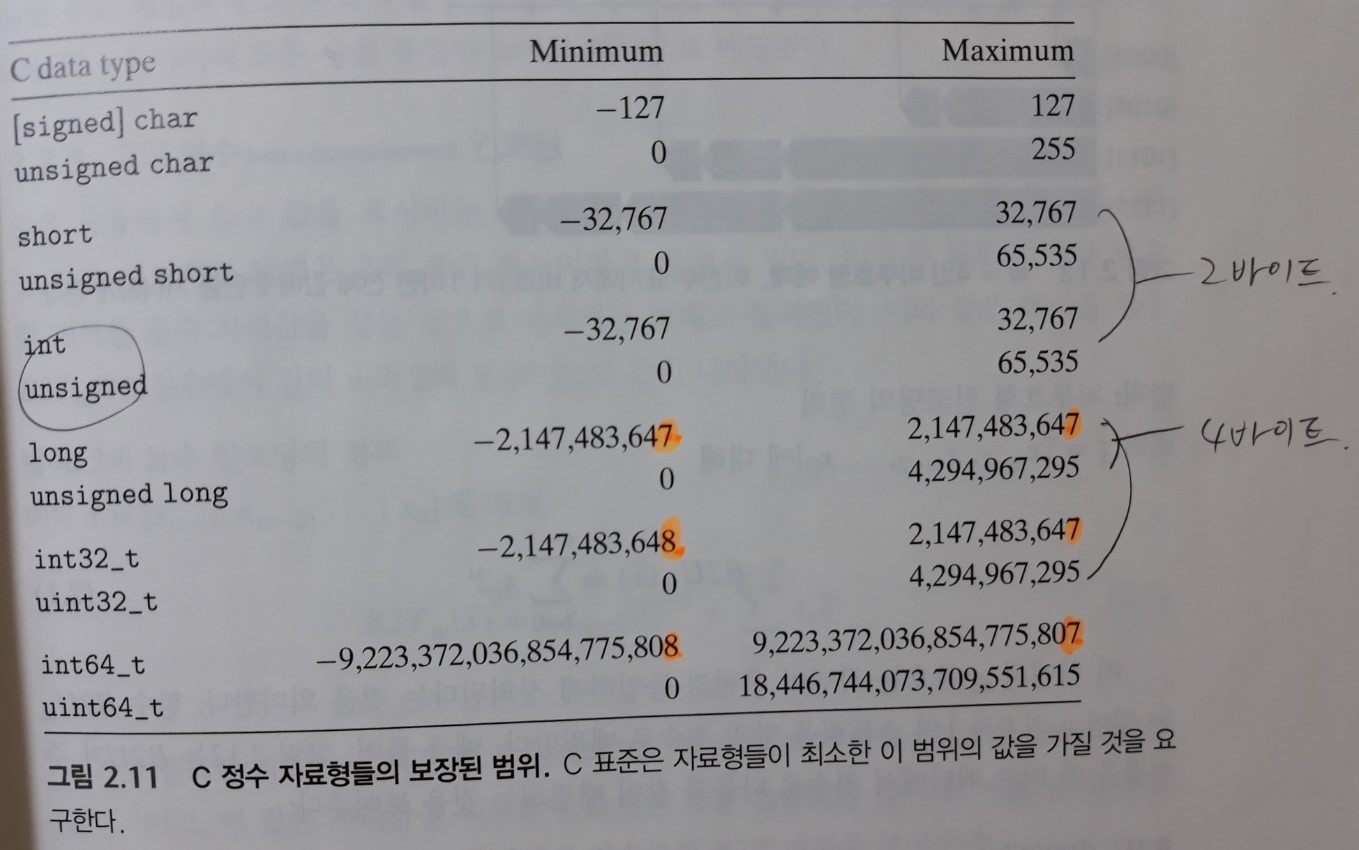 C data type Minimum Maximum
[signed] char −127 127
unsigned char 0 255
short −32,767 32,767
unsigned short 0 65,535
2바이트.
int −32,767 32,767
unsigned 0 65,535
long −2,147,483,647 2,147,483,647
4바이트.
unsigned long 0 4,294,967,295
int32_t −2,147,483,648 2,147,483,647
uint32_t 0 4,294,967,295
int64_t −9,223,372,036,854,775,808 9,223,372,036,854,775,807
uint64_t 0 18,446,744,073,709,551,615
그림 2.11 C 정수 자료형들의 보장된 범위. C 표준은 자료형들이 최소한 이 범위의 값을 가질 것을 요
구한다.